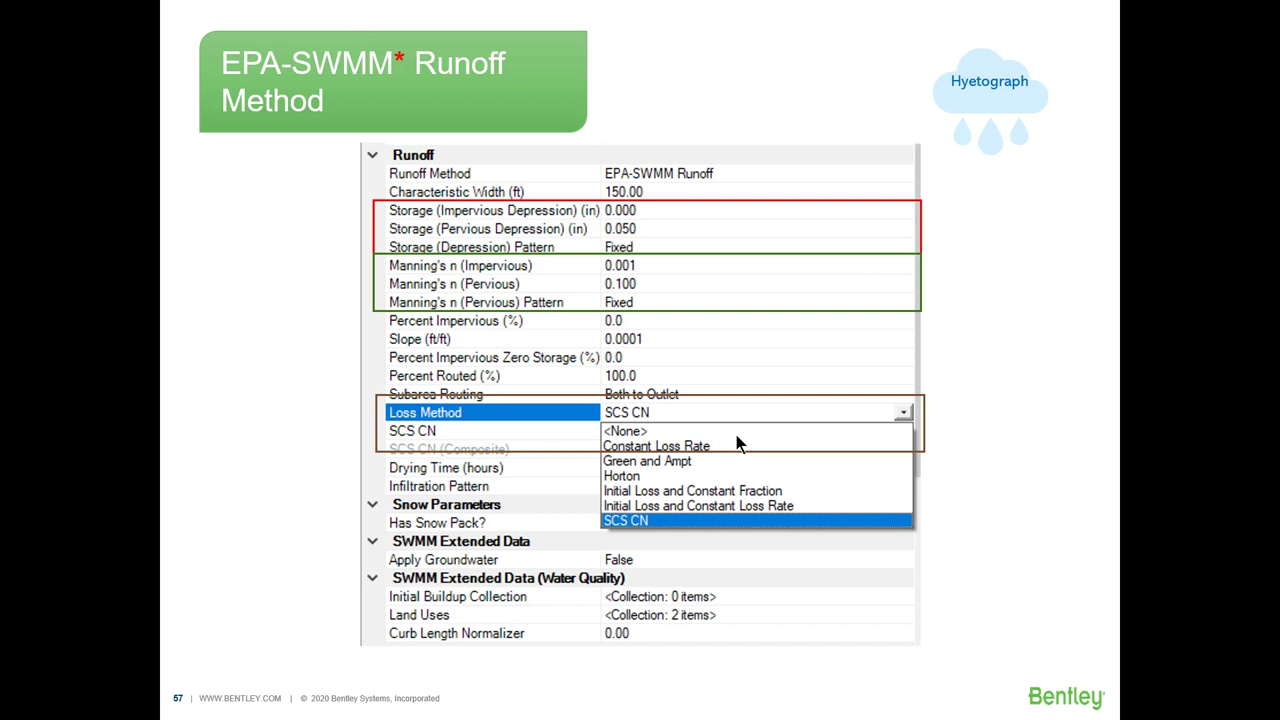 EPA-SWMM* Runoff
Method
Hyetograph
Runoff
Runoff Method EPA-SWMM Runoff
Characteristic Width (ft) 150.00
Storage (Impervious Depression) (in) 0.000
Storage (Pervious Depression) (in) 0.050
Storage (Depression) Pattern Fixed
Manning's n (Impervious) 0.001
Manning's n (Pervious) 0.100
Manning's n (Pervious) Pattern Fixed
Percent Impervious (%) 0.0
Slope (ft/ft) 0.0001
Percent Impervious Zero Storage (%) 0.0
Percent Routed (%) 100.0
Subarea Routing Both to Outlet
Loss Method SCS CN
SCS CN <None>
SCS CN (Composite) Constant Loss Rate
Green and Ampt
Drying Time (hours) Horton
Infiltration Pattern Initial Loss and Constant Fraction
Snow Parameters Initial Loss and Constant Loss Rate
Has Snow Pack? SCS CN
SWMM Extended Data
Apply Groundwater False
SWMM Extended Data (Water Quality)
Initial Buildup Collection <Collection: 0 items>
Land Uses <Collection: 2 items>
Curb Length Normalizer 0.00
57 | WWW.BENTLEY.COM | © 2020 Bentley Systems, Incorporated
Bentley